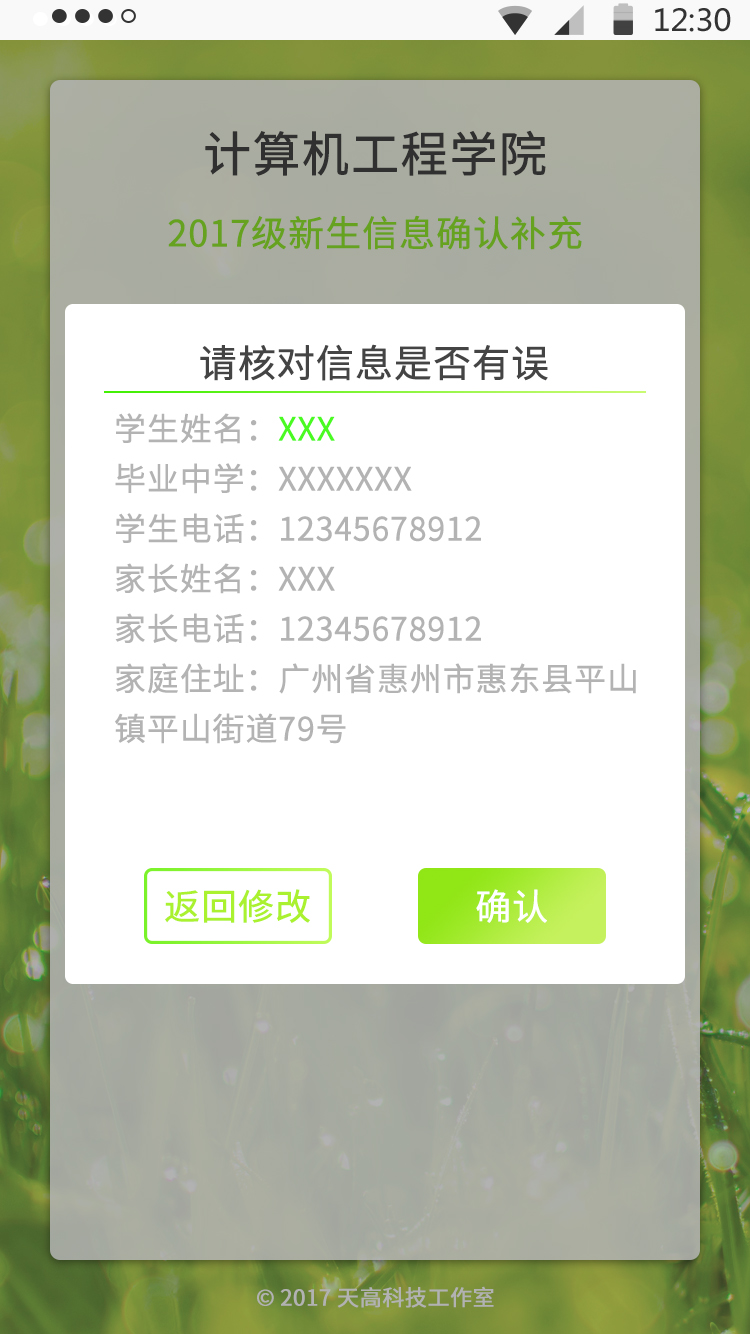 12:30
计算机工程学院
2017级新生信息确认补充
请核对信息是否有误
学生姓名：XXX
毕业中学：XXXXXXX
学生电话：12345678912
家长姓名：XXX
家长电话：12345678912
家庭住址：广州省惠州市惠东县平山
镇平山街道79号
返回修改 确认
© 2017 天高科技工作室